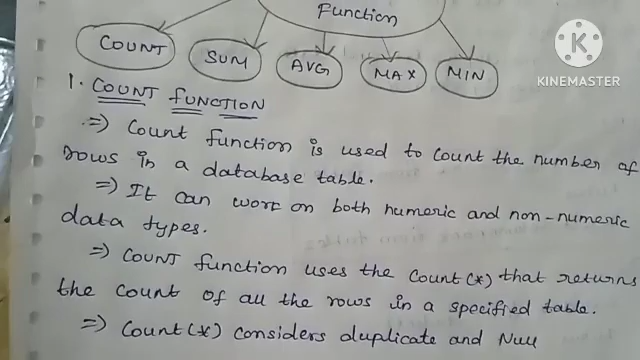 Function
COUNT SUM AVG MAX MIN
KINEMASTER
1. COUNT FUNCTION
=> Count function is used to count the number of
rows in a database table.
=> It can work on both numeric and non-numeric
data types.
=> COUNT function uses the Count(*) that returns
the count of all the rows in a specified table.
=> Count(*) considers duplicate and Null